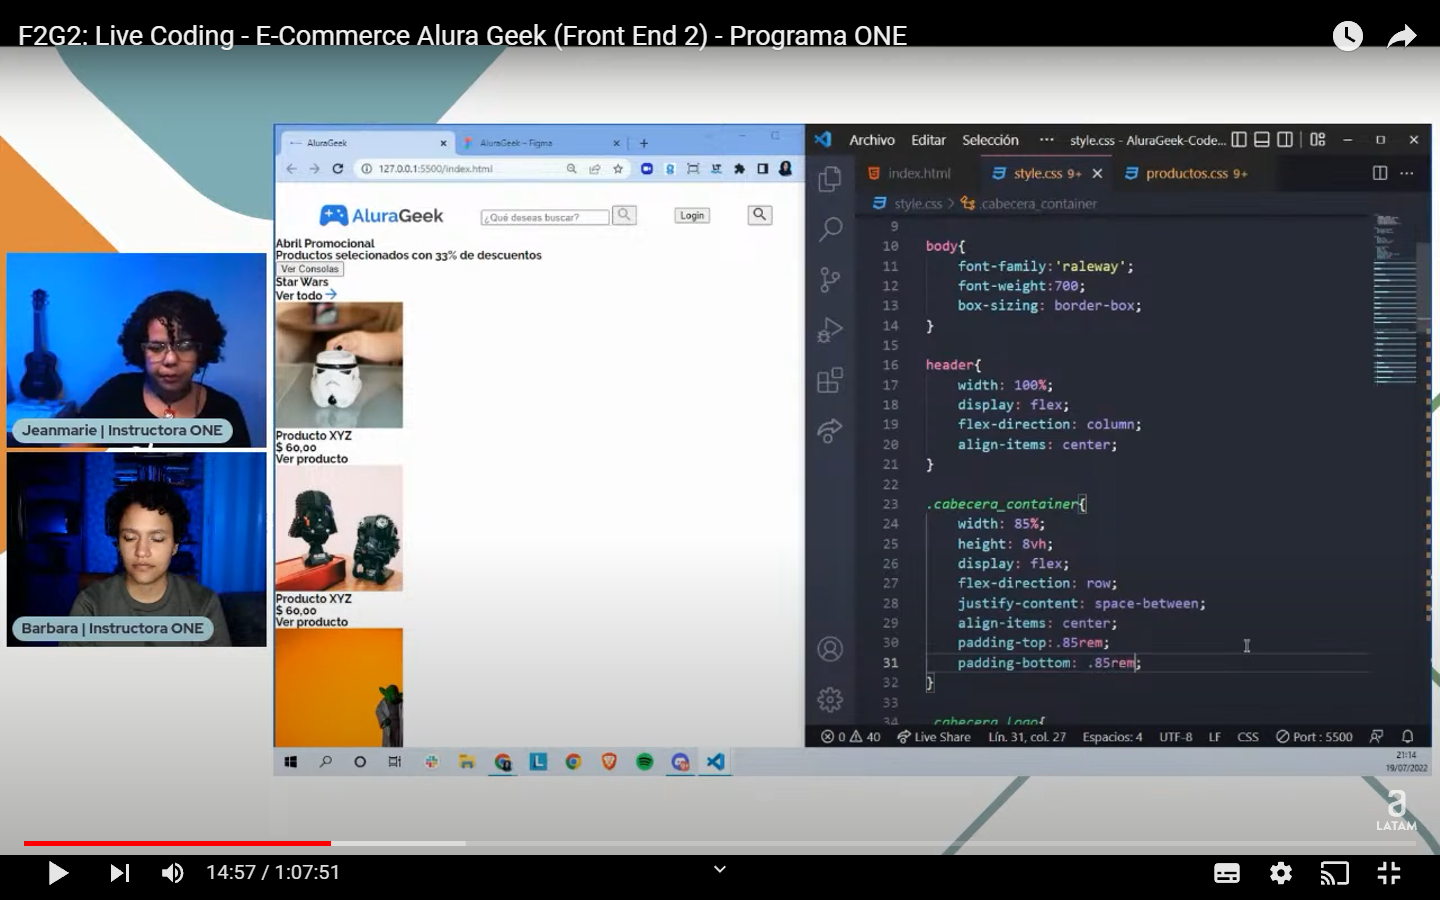 F2G2: Live Coding - E-Commerce Alura Geek (Front End 2) - Programa ONE
AluraGeek
AluraGeek – Figma
127.0.0.1:5500/index.html
AluraGeek
¿Qué deseas buscar?
Login
Abril Promocional
Productos selecionados con 33% de descuentos
Ver Consolas
Star Wars
Ver todo
Producto XYZ
$ 60,00
Ver producto
Producto XYZ
$ 60,00
Ver producto
Jeanmarie | Instructora ONE
Barbara | Instructora ONE
Archivo Editar Selección ··· style.css - AluraGeek-Code...
index.html style.css 9+ productos.css 9+ ···
style.css > .cabecera_container
9
10 body{
11 font-family:'raleway';
12 font-weight:700;
13 box-sizing: border-box;
14 }
15
16 header{
17 width: 100%;
18 display: flex;
19 flex-direction: column;
20 align-items: center;
21 }
22
23 .cabecera_container{
24 width: 85%;
25 height: 8vh;
26 display: flex;
27 flex-direction: row;
28 justify-content: space-between;
29 align-items: center;
30 padding-top:.85rem;
31 padding-bottom: .85rem;
32 }
33
34 .cabecera_logo{
0 40 Live Share Lín. 31, col. 27 Espacios: 4 UTF-8 LF CSS Port : 5500
21:14
19/07/2022
a
LATAM
14:57 / 1:07:51